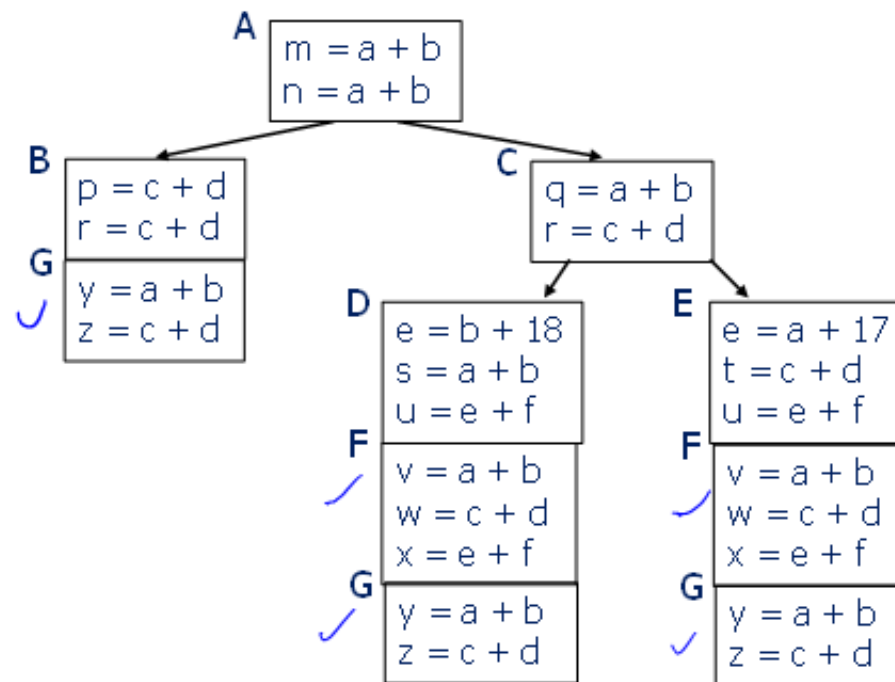 A
m = a + b
n = a + b
B
p = c + d
r = c + d
G
y = a + b
z = c + d
C
q = a + b
r = c + d
D
e = b + 18
s = a + b
u = e + f
F
v = a + b
w = c + d
x = e + f
G
y = a + b
z = c + d
E
e = a + 17
t = c + d
u = e + f
F
v = a + b
w = c + d
x = e + f
G
y = a + b
z = c + d